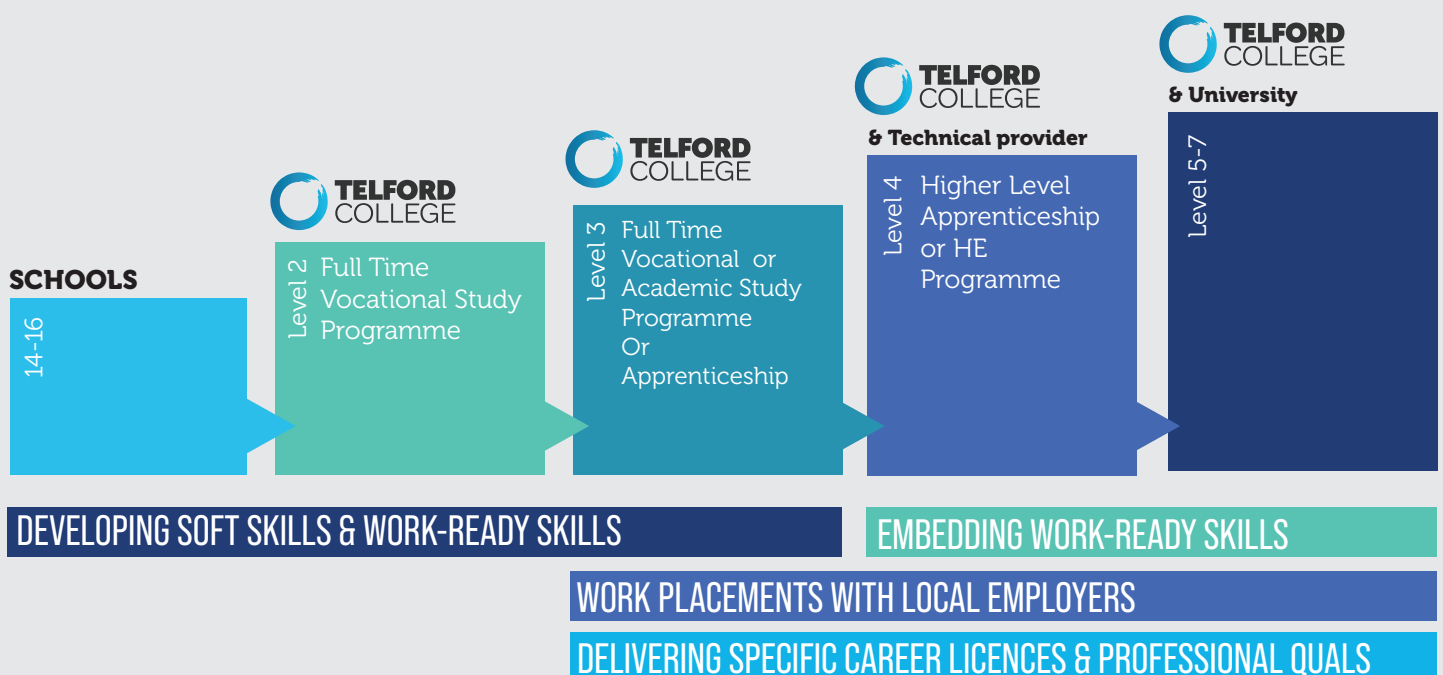 SCHOOLS
14-16
TELFORD
COLLEGE
Level 2
Full Time
Vocational Study
Programme
TELFORD
COLLEGE
Level 3
Full Time
Vocational or
Academic Study
Programme
Or
Apprenticeship
TELFORD
COLLEGE
& Technical provider
Level 4
Higher Level
Apprenticeship
or HE
Programme
TELFORD
COLLEGE
& University
Level 5-7
DEVELOPING SOFT SKILLS & WORK-READY SKILLS
EMBEDDING WORK-READY SKILLS
WORK PLACEMENTS WITH LOCAL EMPLOYERS
DELIVERING SPECIFIC CAREER LICENCES & PROFESSIONAL QUALS